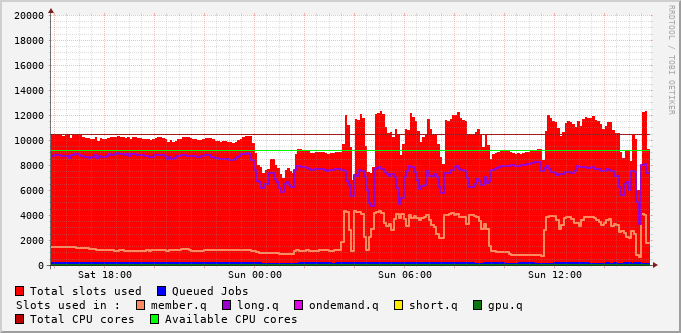 20000
18000
16000
14000
12000
10000
8000
6000
4000
2000
0
Sat 18:00 Sun 00:00 Sun 06:00 Sun 12:00
RRDTOOL / TOBI OETIKER
Total slots used Queued Jobs
Slots used in : member.q long.q ondemand.q short.q gpu.q
Total CPU cores Available CPU cores